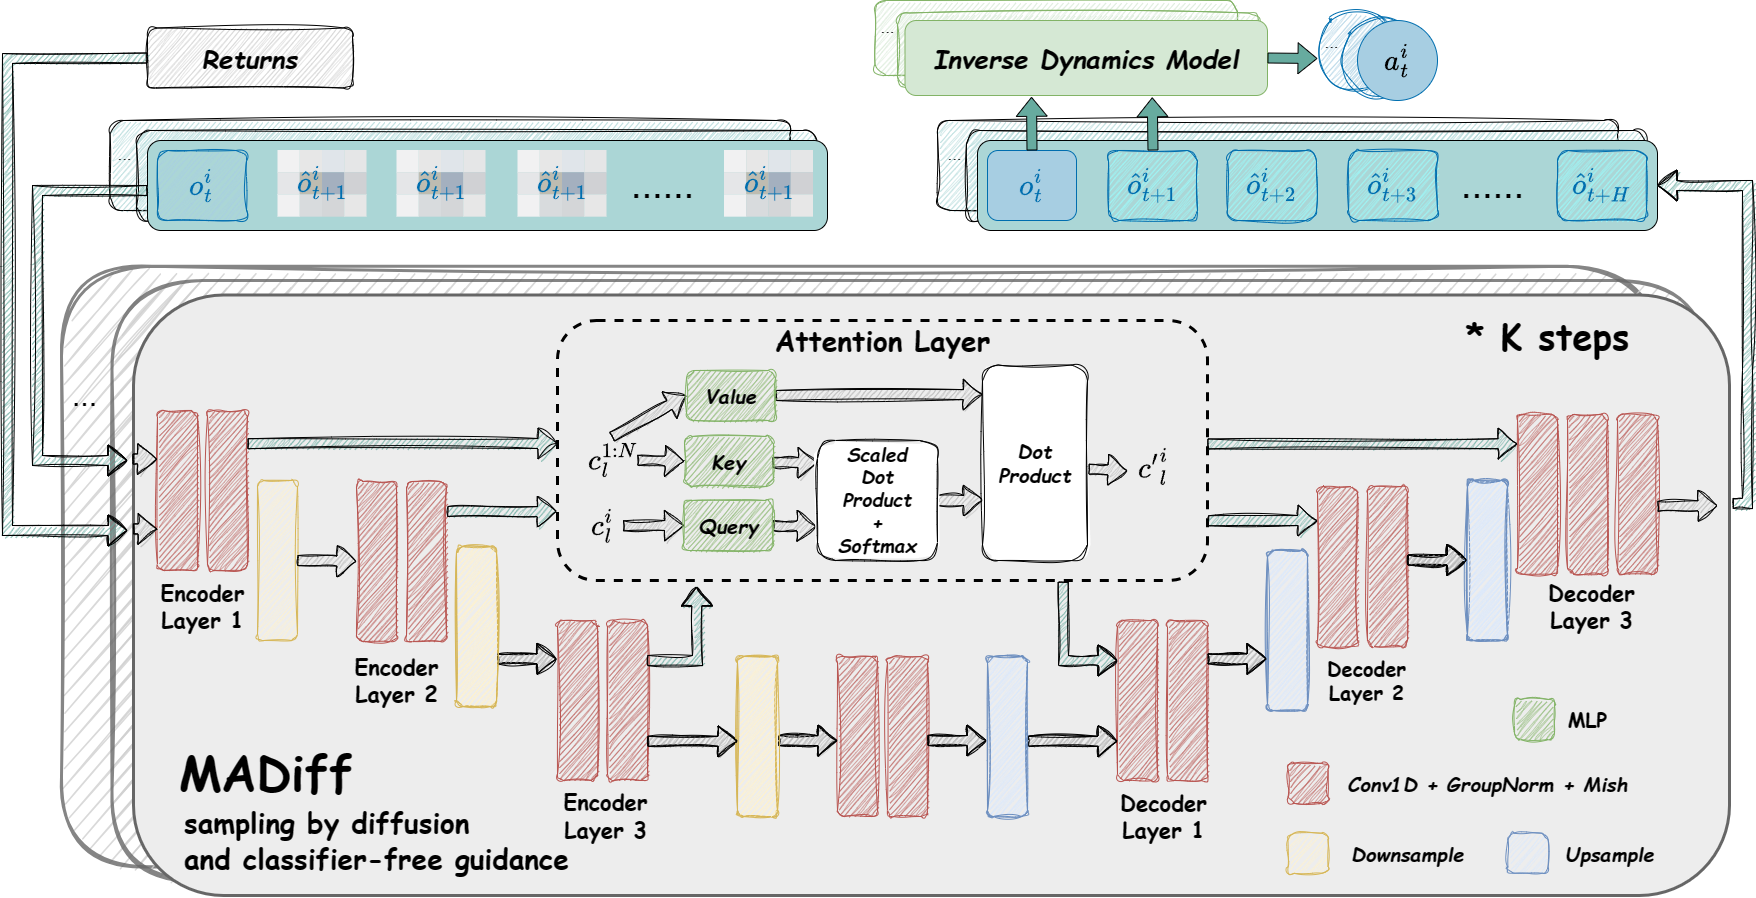 Returns
...
$o_t^i$ $\hat{o}_{t+1}^i$ $\hat{o}_{t+1}^i$ $\hat{o}_{t+1}^i$ ...... $\hat{o}_{t+1}^i$
...
Inverse Dynamics Model
...
$a_t^i$
...
$o_t^i$ $\hat{o}_{t+1}^i$ $\hat{o}_{t+2}^i$ $\hat{o}_{t+3}^i$ ...... $\hat{o}_{t+H}^i$
* K steps
...
Attention Layer
Value
$c_l^{1:N}$
Key
$c_l^i$
Query
Scaled
Dot
Product
+
Softmax
Dot
Product
$c'^i_l$
Encoder
Layer 1
Encoder
Layer 2
Encoder
Layer 3
Decoder
Layer 1
Decoder
Layer 2
Decoder
Layer 3
MADiff
sampling by diffusion
and classifier-free guidance
MLP
Conv1D + GroupNorm + Mish
Downsample
Upsample